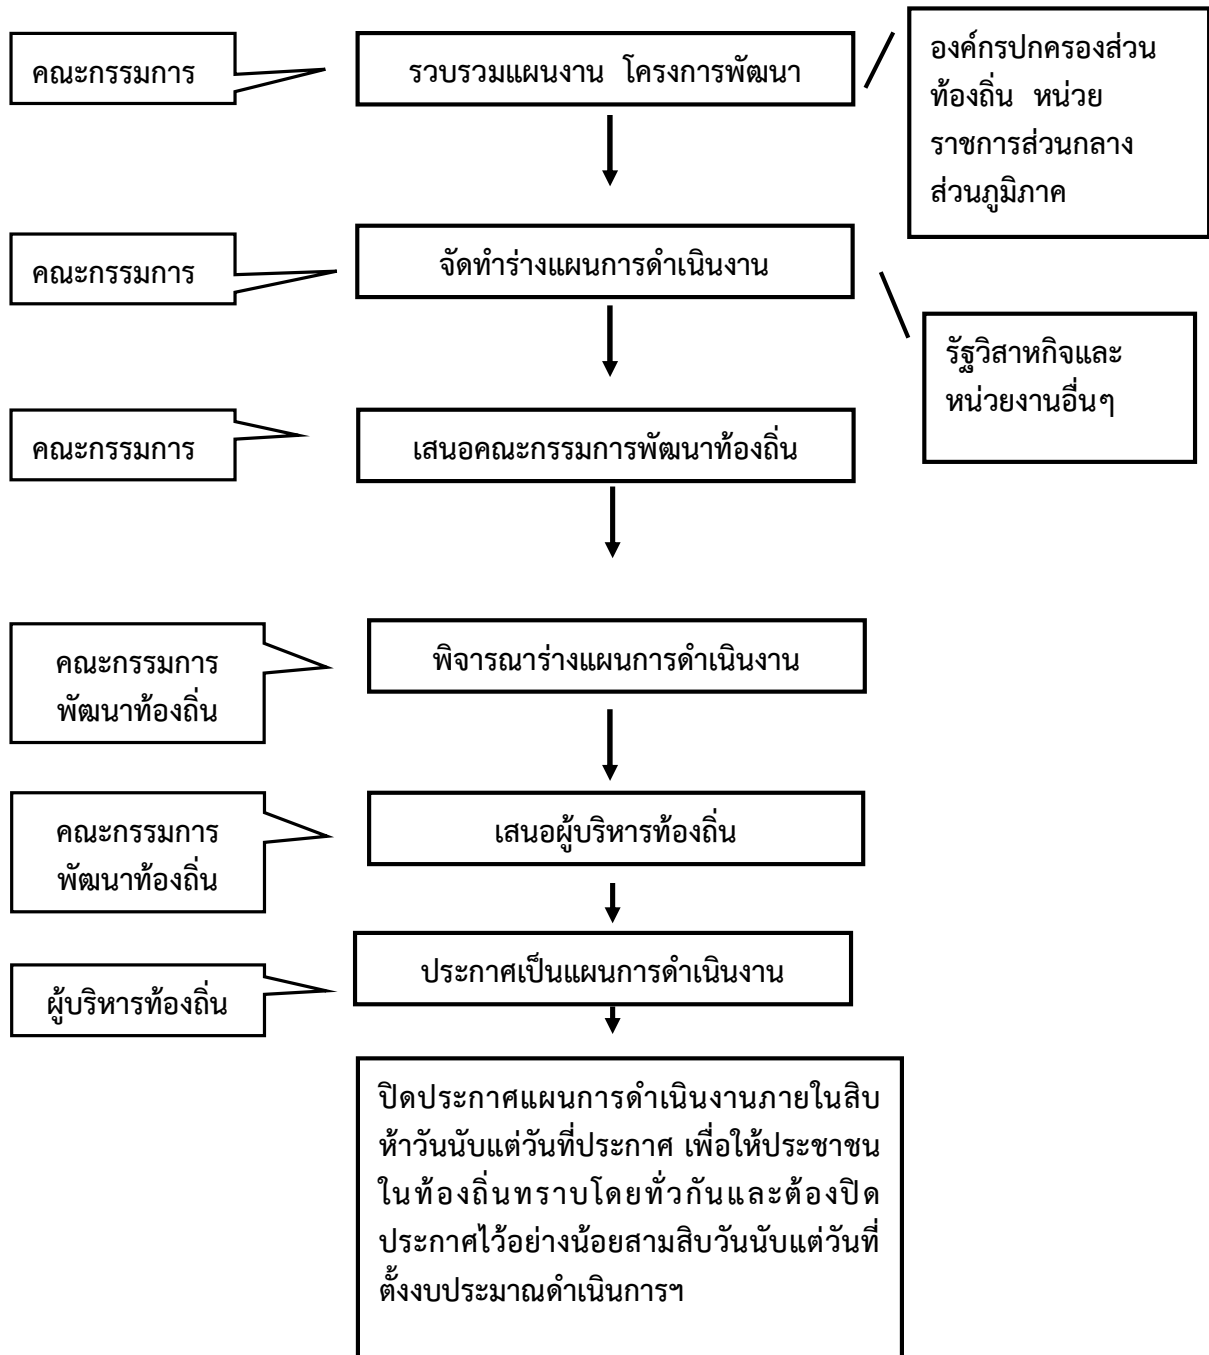 คณะกรรมการ
รวบรวมแผนงาน โครงการพัฒนา
องค์กรปกครองส่วน
ท้องถิ่น หน่วย
ราชการส่วนกลาง
ส่วนภูมิภาค
คณะกรรมการ
จัดทำร่างแผนการดำเนินงาน
รัฐวิสาหกิจและ
หน่วยงานอื่นๆ
คณะกรรมการ
เสนอคณะกรรมการพัฒนาท้องถิ่น
คณะกรรมการ
พัฒนาท้องถิ่น
พิจารณาร่างแผนการดำเนินงาน
คณะกรรมการ
พัฒนาท้องถิ่น
เสนอผู้บริหารท้องถิ่น
ผู้บริหารท้องถิ่น
ประกาศเป็นแผนการดำเนินงาน
ปิดประกาศแผนการดำเนินงานภายในสิบ
ห้าวันนับแต่วันที่ประกาศ เพื่อให้ประชาชน
ในท้องถิ่นทราบโดยทั่วกันและต้องปิด
ประกาศไว้อย่างน้อยสามสิบวันนับแต่วันที่
ตั้งงบประมาณดำเนินการฯ